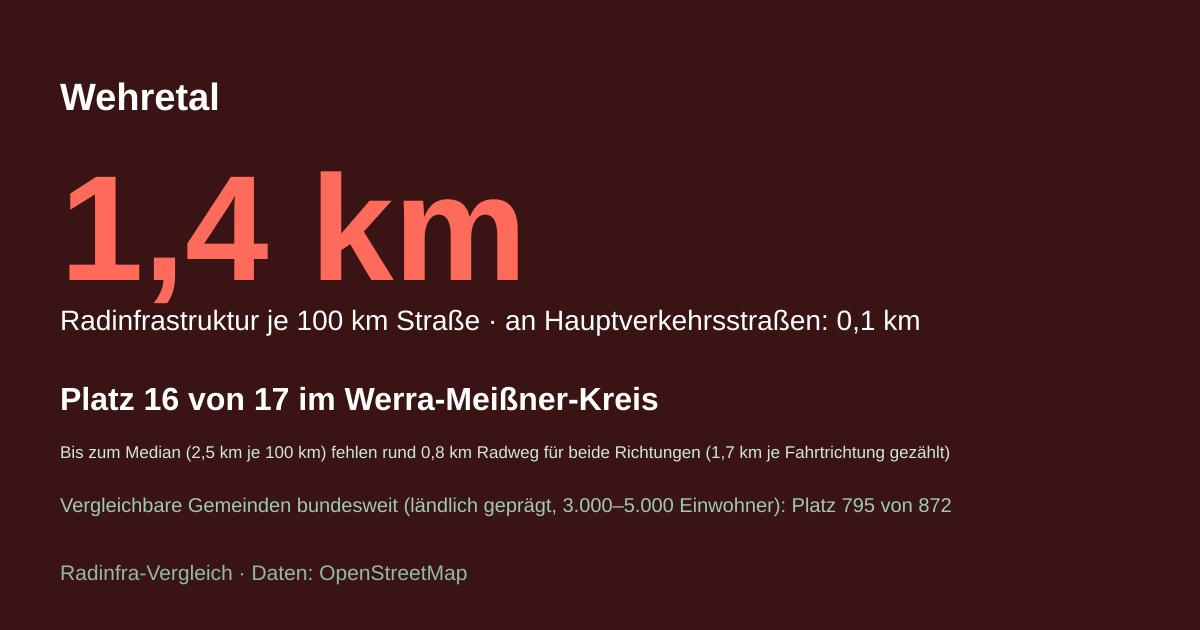 Wehretal
1,4 km
Radinfrastruktur je 100 km Straße · an Hauptverkehrsstraßen: 0,1 km
Platz 16 von 17 im Werra-Meißner-Kreis
Bis zum Median (2,5 km je 100 km) fehlen rund 0,8 km Radweg für beide Richtungen (1,7 km je Fahrtrichtung gezählt)
Vergleichbare Gemeinden bundesweit (ländlich geprägt, 3.000–5.000 Einwohner): Platz 795 von 872
Radinfra-Vergleich · Daten: OpenStreetMap